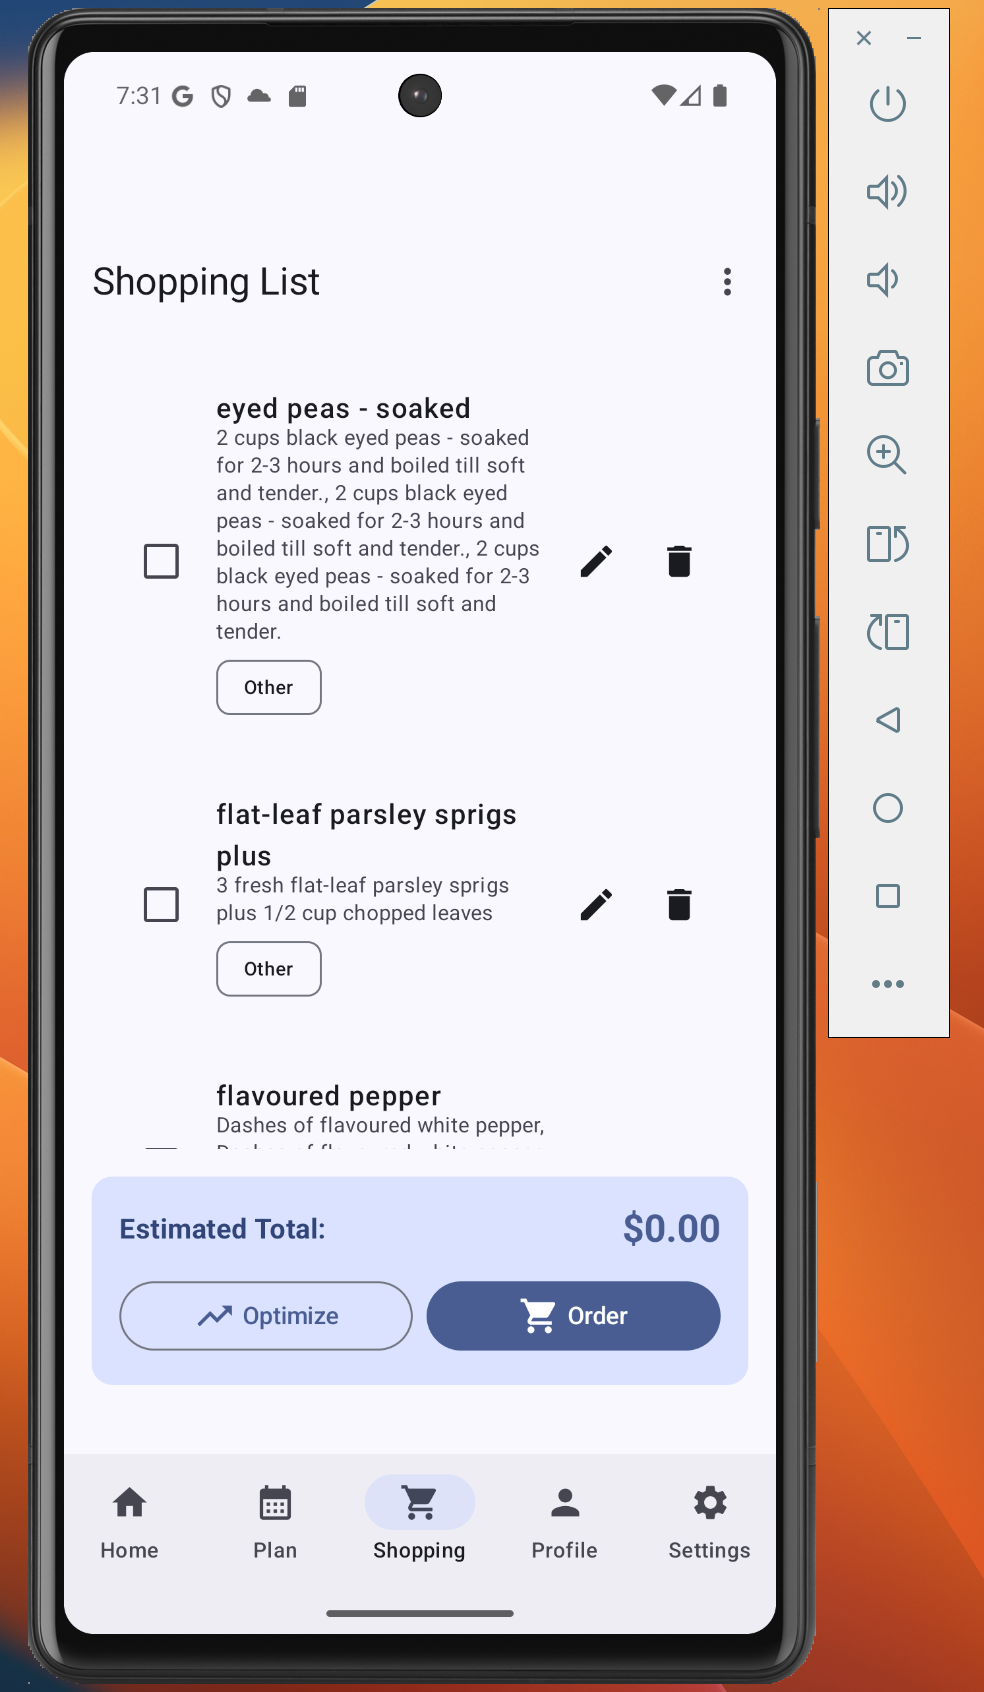 7:31
Shopping List
eyed peas - soaked
2 cups black eyed peas - soaked
for 2-3 hours and boiled till soft
and tender., 2 cups black eyed
peas - soaked for 2-3 hours and
boiled till soft and tender., 2 cups
black eyed peas - soaked for 2-3
hours and boiled till soft and
tender.
Other
flat-leaf parsley sprigs
plus
3 fresh flat-leaf parsley sprigs
plus 1/2 cup chopped leaves
Other
flavoured pepper
Dashes of flavoured white pepper,
Estimated Total:
$0.00
Optimize
Order
Home
Plan
Shopping
Profile
Settings